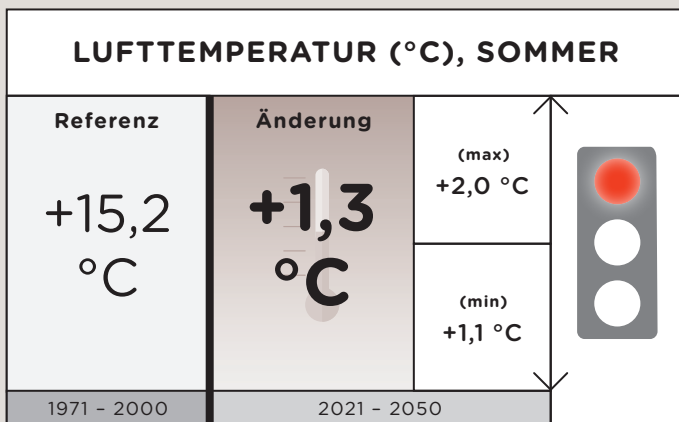 LUFTTEMPERATUR (°C), SOMMER
Referenz
+15,2
°C
Änderung
+1,3
°C
(max)
+2,0 °C
(min)
+1,1 °C
1971 – 2000
2021 – 2050